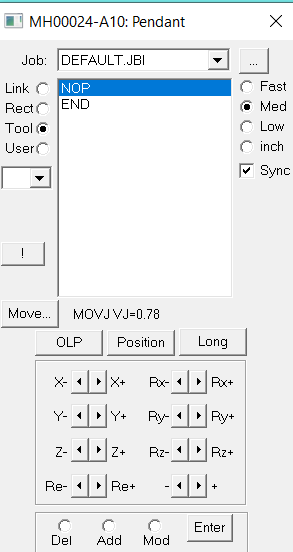 MH00024-A10: Pendant
Job: DEFAULT.JBI ...
Link
Rect
Tool
User
NOP
END
Fast
Med
Low
inch
Sync
!
Move... MOVJ VJ=0.78
OLP Position Long
X- X+ Rx- Rx+
Y- Y+ Ry- Ry+
Z- Z+ Rz- Rz+
Re- Re+ - +
Del Add Mod Enter